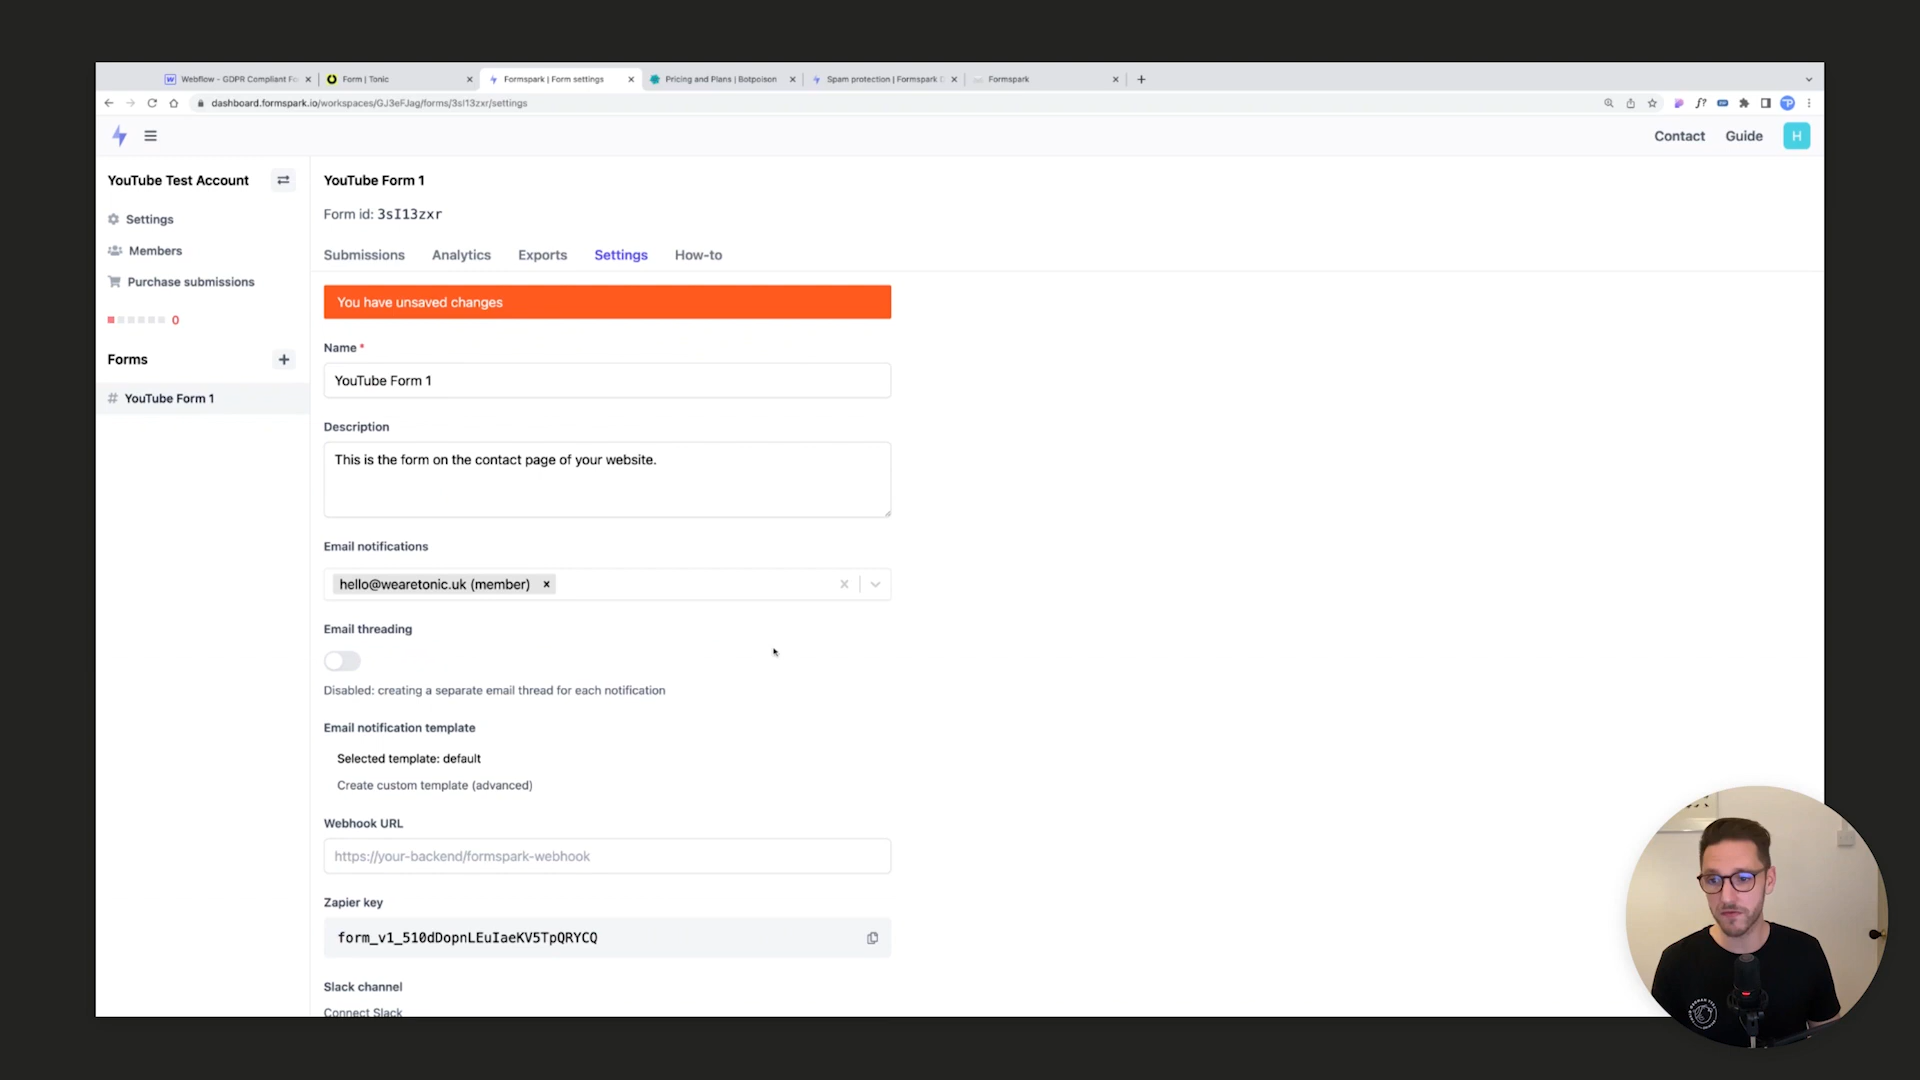 Webflow - GDPR Compliant Fo
Form | Tonic
Formspark | Form settings
Pricing and Plans | Botpoison
Spam protection | Formspark D
Formspark
dashboard.formspark.io/workspaces/GJ3eFJag/forms/3sI13zxr/settings
Contact
Guide
H
YouTube Test Account
Settings
Members
Purchase submissions
0
Forms
# YouTube Form 1
YouTube Form 1
Form id: 3sI13zxr
Submissions
Analytics
Exports
Settings
How-to
You have unsaved changes
Name *
YouTube Form 1
Description
This is the form on the contact page of your website.
Email notifications
hello@wearetonic.uk (member)
Email threading
Disabled: creating a separate email thread for each notification
Email notification template
Selected template: default
Create custom template (advanced)
Webhook URL
https://your-backend/formspark-webhook
Zapier key
form_v1_510dDopnLEuIaeKV5TpQRYCQ
Slack channel
Connect Slack